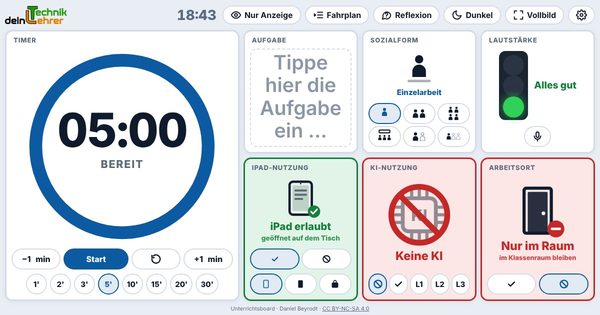 Technik
dein Lehrer
18:43
Nur Anzeige
Fahrplan
Reflexion
Dunkel
Vollbild
TIMER
05:00
BEREIT
−1 min
Start
+1 min
1'
2'
3'
5'
10'
15'
20'
30'
AUFGABE
Tippe
hier die
Aufgabe
ein ...
SOZIALFORM
Einzelarbeit
LAUTSTÄRKE
Alles gut
IPAD-NUTZUNG
iPad erlaubt
geöffnet auf dem Tisch
KI-NUTZUNG
KI
Keine KI
L1
L2
L3
ARBEITSORT
Nur im Raum
im Klassenraum bleiben
Unterrichtsboard · Daniel Beyrodt · CC BY-NC-SA 4.0